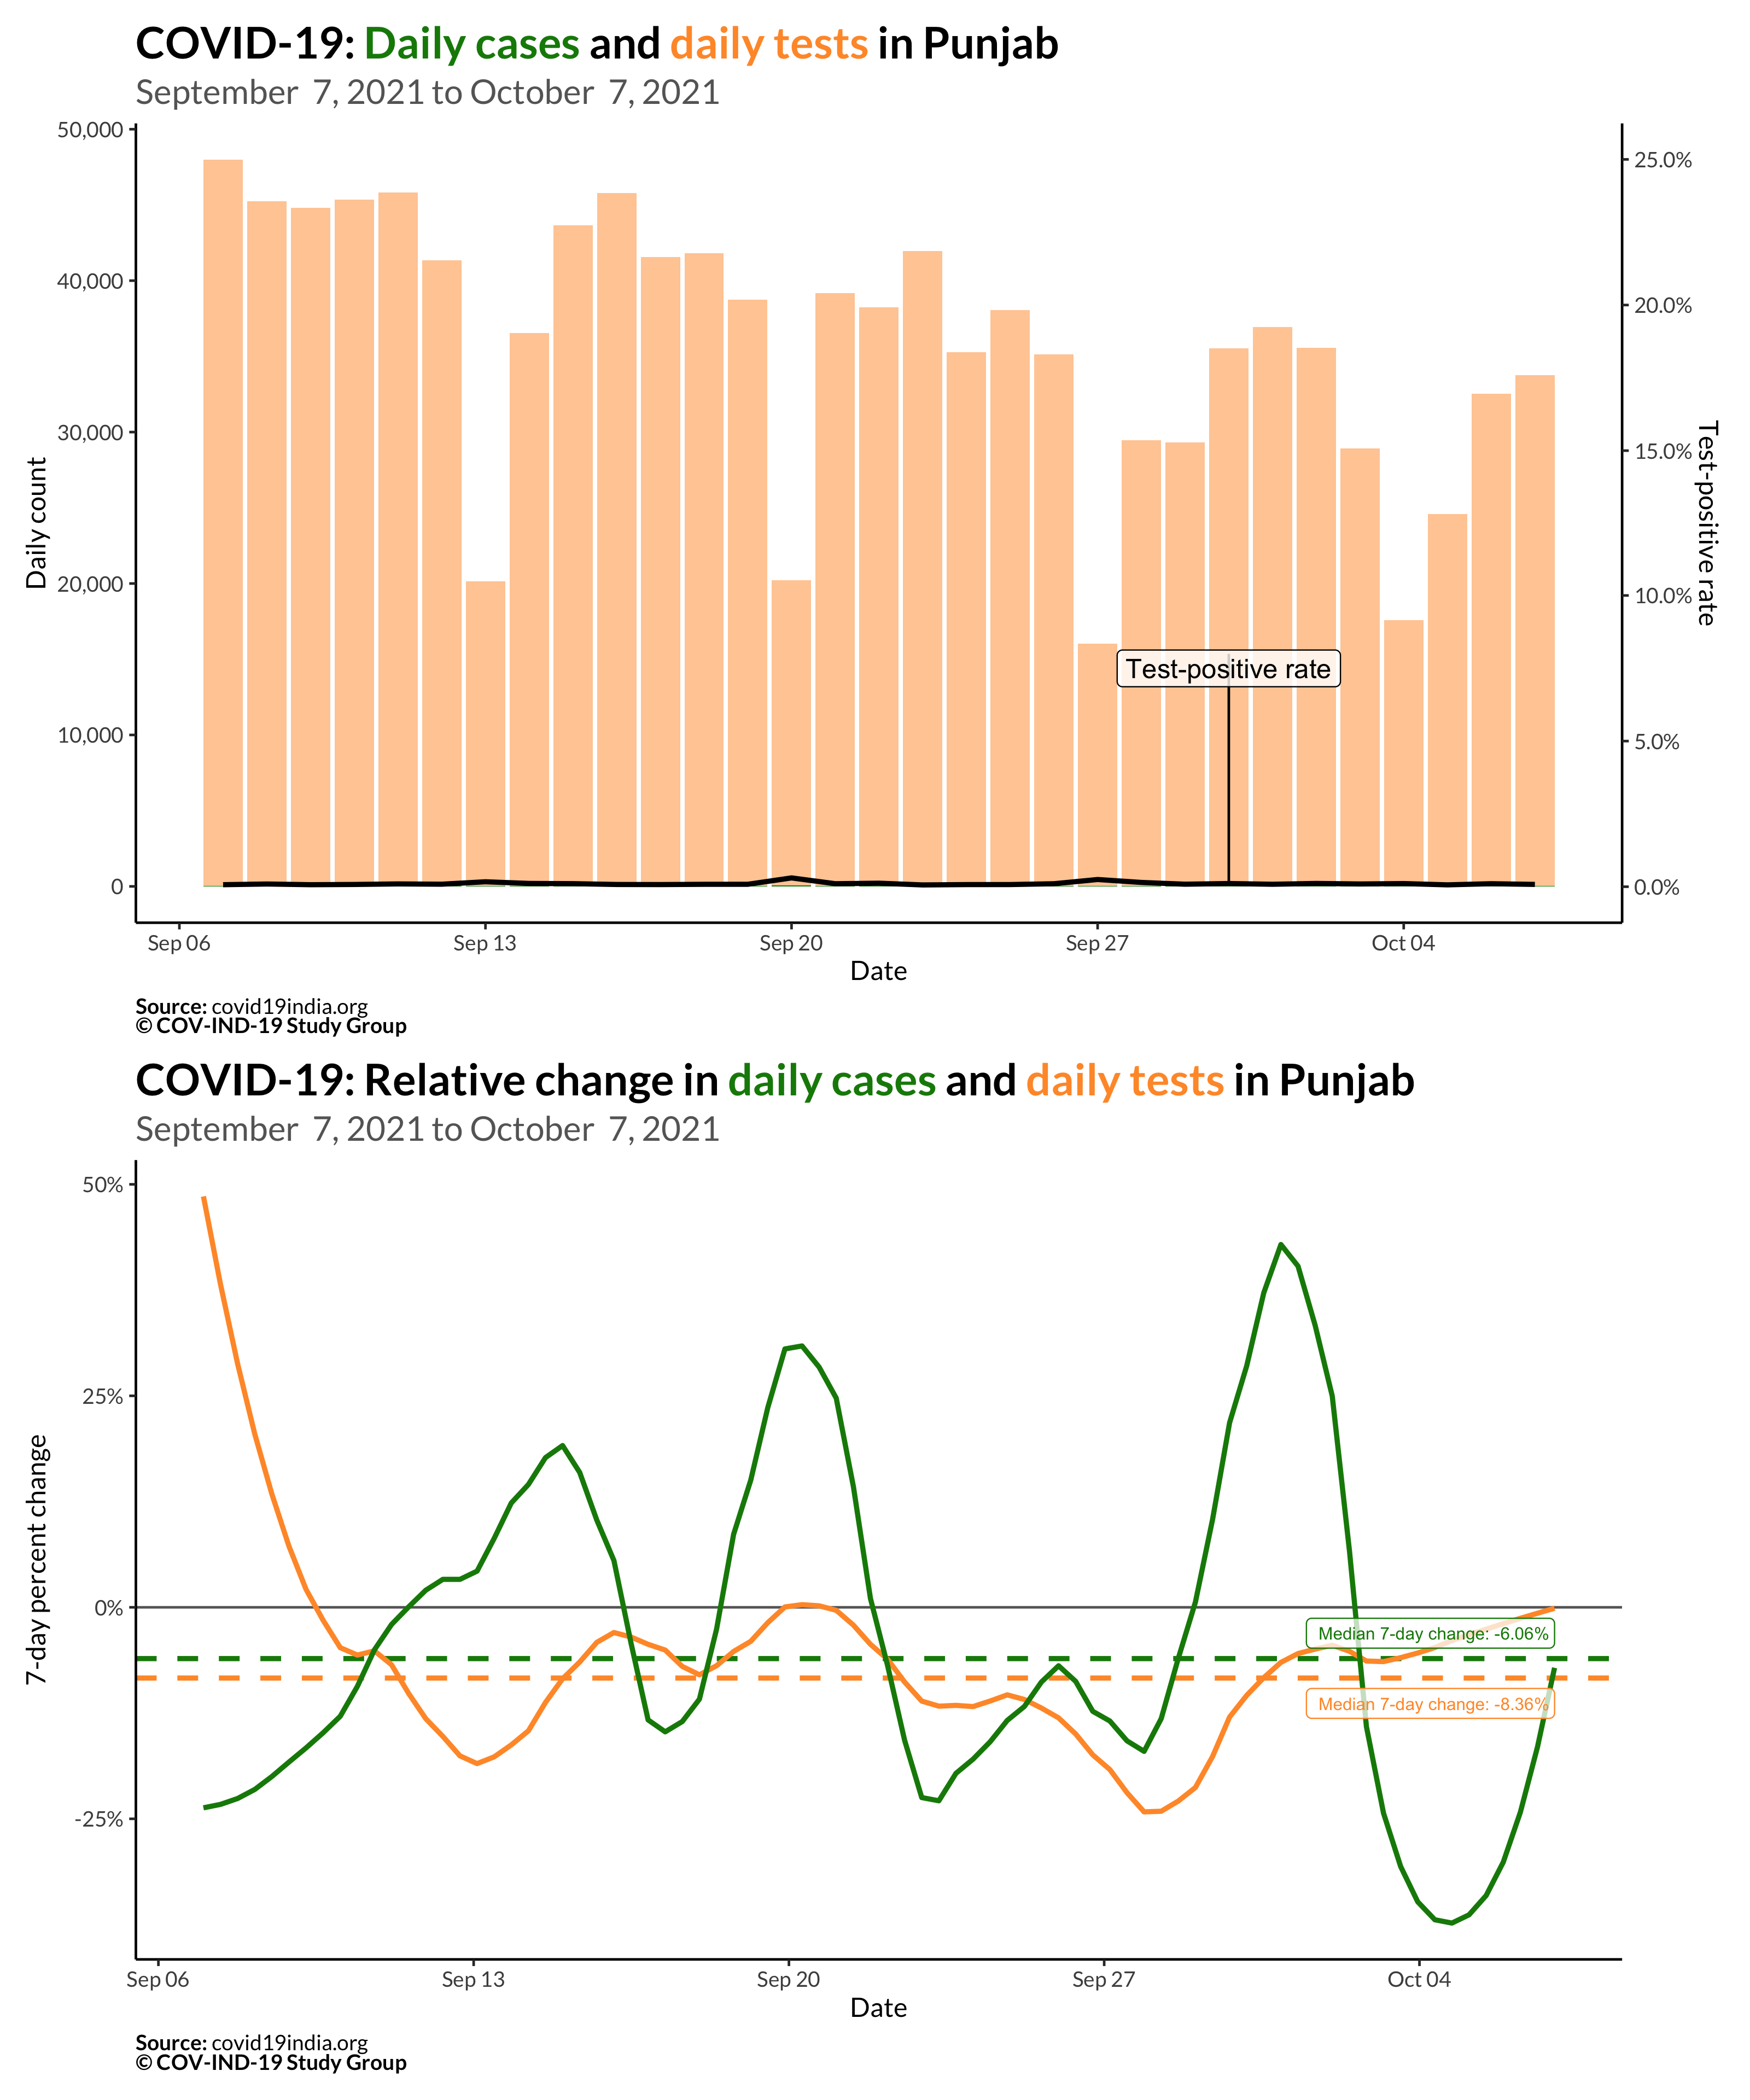 COVID-19: Daily cases and daily tests in Punjab
September 7, 2021 to October 7, 2021
50,000
40,000
30,000
20,000
10,000
0
Daily count
25.0%
20.0%
15.0%
10.0%
5.0%
0.0%
Test-positive rate
Test-positive rate
Sep 06
Sep 13
Sep 20
Sep 27
Oct 04
Date
Source: covid19india.org
© COV-IND-19 Study Group
COVID-19: Relative change in daily cases and daily tests in Punjab
September 7, 2021 to October 7, 2021
50%
25%
0%
-25%
7-day percent change
Median 7-day change: -6.06%
Median 7-day change: -8.36%
Sep 06
Sep 13
Sep 20
Sep 27
Oct 04
Date
Source: covid19india.org
© COV-IND-19 Study Group